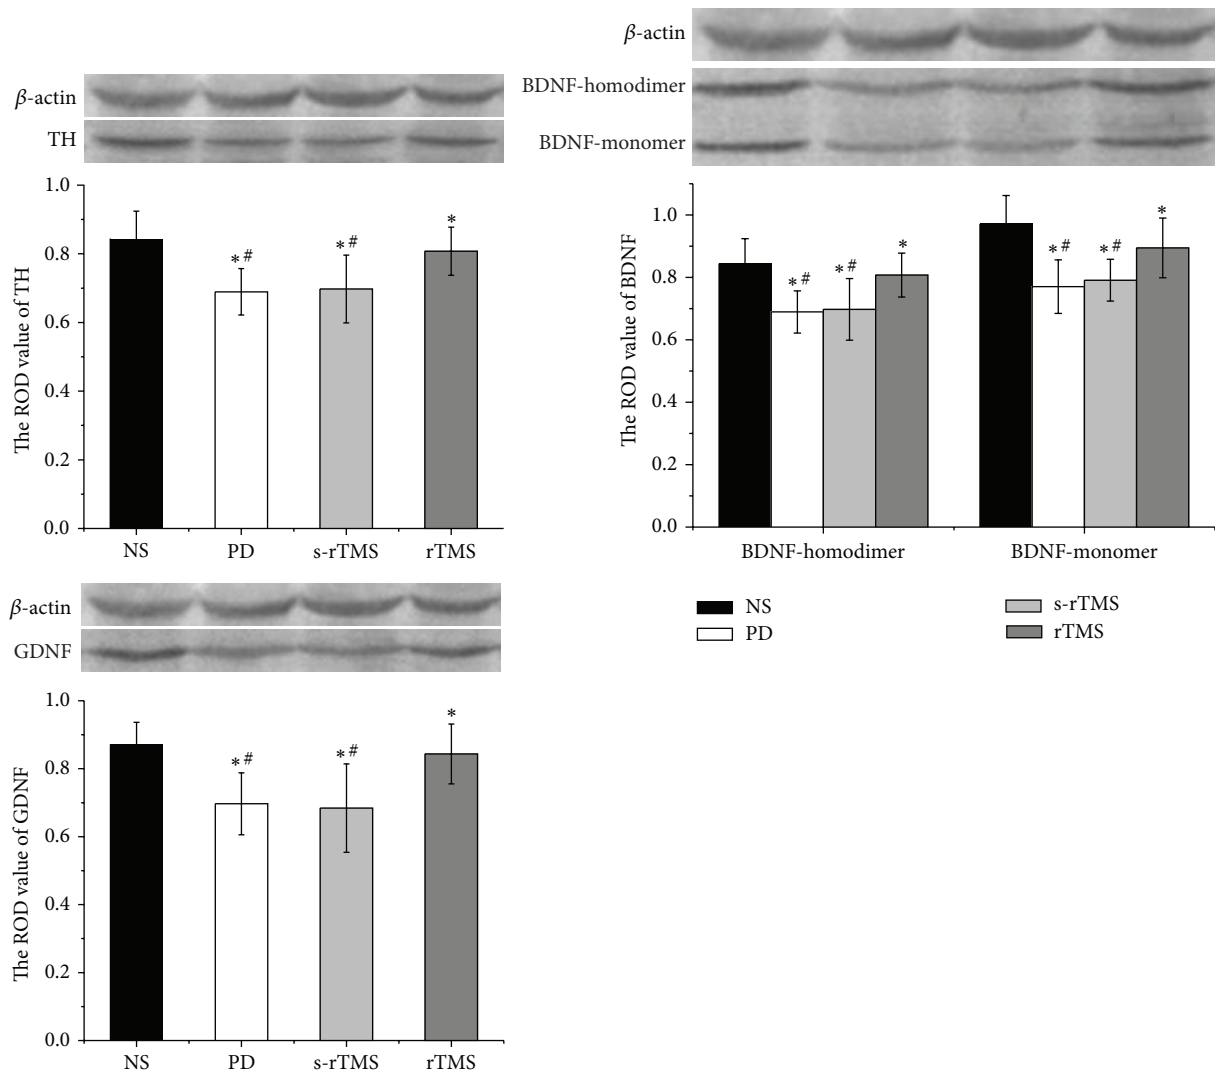 β-actin
TH
The ROD value of TH
1.0
0.8
0.6
0.4
0.2
0.0
* #
* #
*
NS PD s-rTMS rTMS
β-actin
BDNF-homodimer
BDNF-monomer
The ROD value of BDNF
1.0
0.8
0.6
0.4
0.2
0.0
* #
* #
*
* #
* #
*
BDNF-homodimer BDNF-monomer
NS s-rTMS
PD rTMS
β-actin
GDNF
The ROD value of GDNF
1.0
0.8
0.6
0.4
0.2
0.0
* #
* #
*
NS PD s-rTMS rTMS